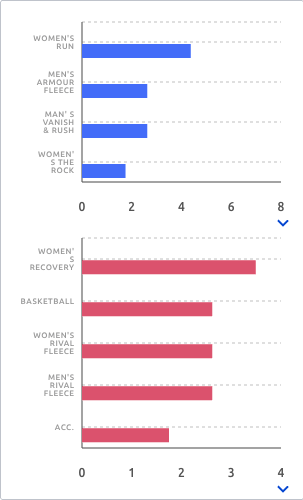 WOMEN'S
RUN
MEN'S
ARMOUR
FLEECE
MAN' S
VANISH
& RUSH
WOMEN'
S THE
ROCK
0 2 4 6 8
WOMEN'
S
RECOVERY
BASKETBALL
WOMEN'S
RIVAL
FLEECE
MEN'S
RIVAL
FLEECE
ACC.
0 1 2 3 4